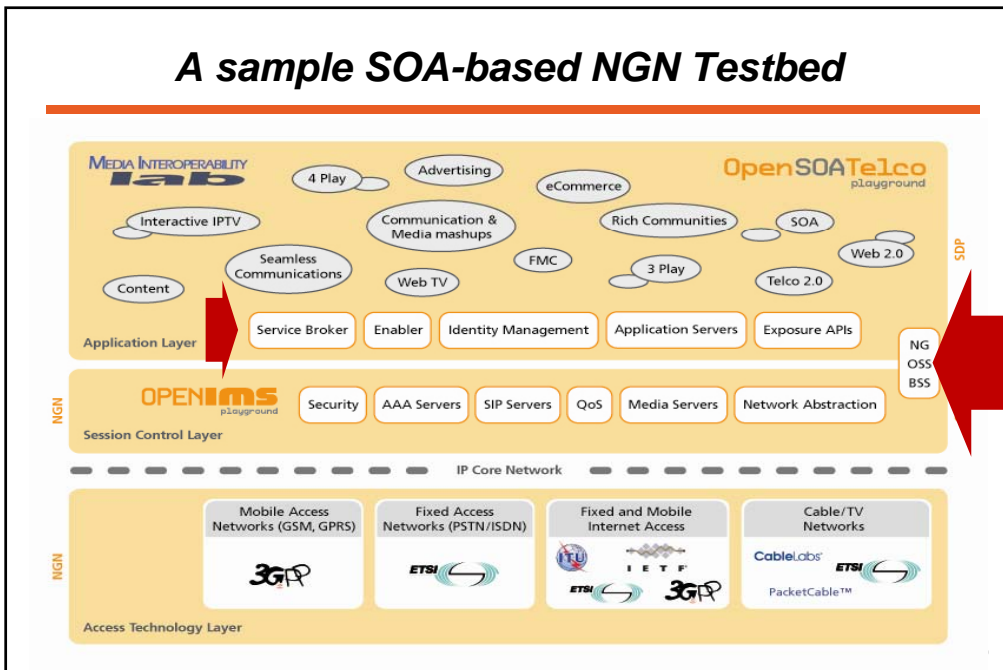 A sample SOA-based NGN Testbed
MEDIA INTEROPERABILITY
lab
OpenSOATelco
playground
4 Play
Advertising
eCommerce
Interactive IPTV
Communication &
Media mashups
Rich Communities
SOA
Web 2.0
Seamless
Communications
FMC
3 Play
Content
Web TV
Telco 2.0
SDP
Service Broker
Enabler
Identity Management
Application Servers
Exposure APIs
Application Layer
NG
OSS
BSS
NGN
OPENIMS
playground
Security
AAA Servers
SIP Servers
QoS
Media Servers
Network Abstraction
Session Control Layer
IP Core Network
NGN
Mobile Access
Networks (GSM, GPRS)
3GPP
Fixed Access
Networks (PSTN/ISDN)
ETSI
Fixed and Mobile
Internet Access
ITU
I E T F
ETSI
3GPP
Cable/TV
Networks
CableLabs
ETSI
PacketCable™
Access Technology Layer